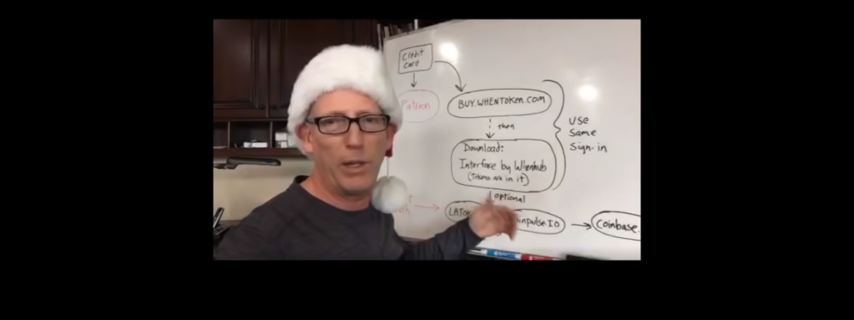 Credit
card
Patreon
BUY.WHENTOKEN.COM
then
Download:
Interface by Whenhub
(Tokens are in it)
optional
use
same
sign-in
LATO
Coinbase